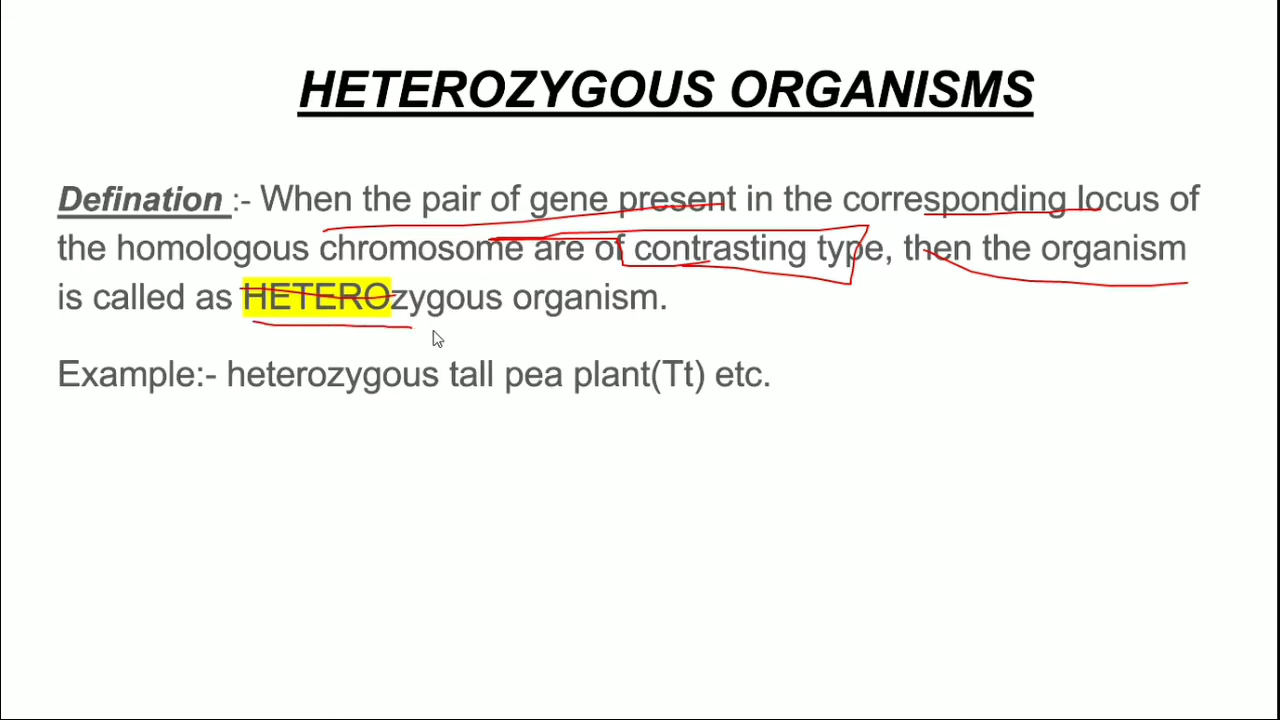 HETEROZYGOUS ORGANISMS
Defination :- When the pair of gene present in the corresponding locus of
the homologous chromosome are of contrasting type, then the organism
is called as HETEROzygous organism.
Example:- heterozygous tall pea plant(Tt) etc.